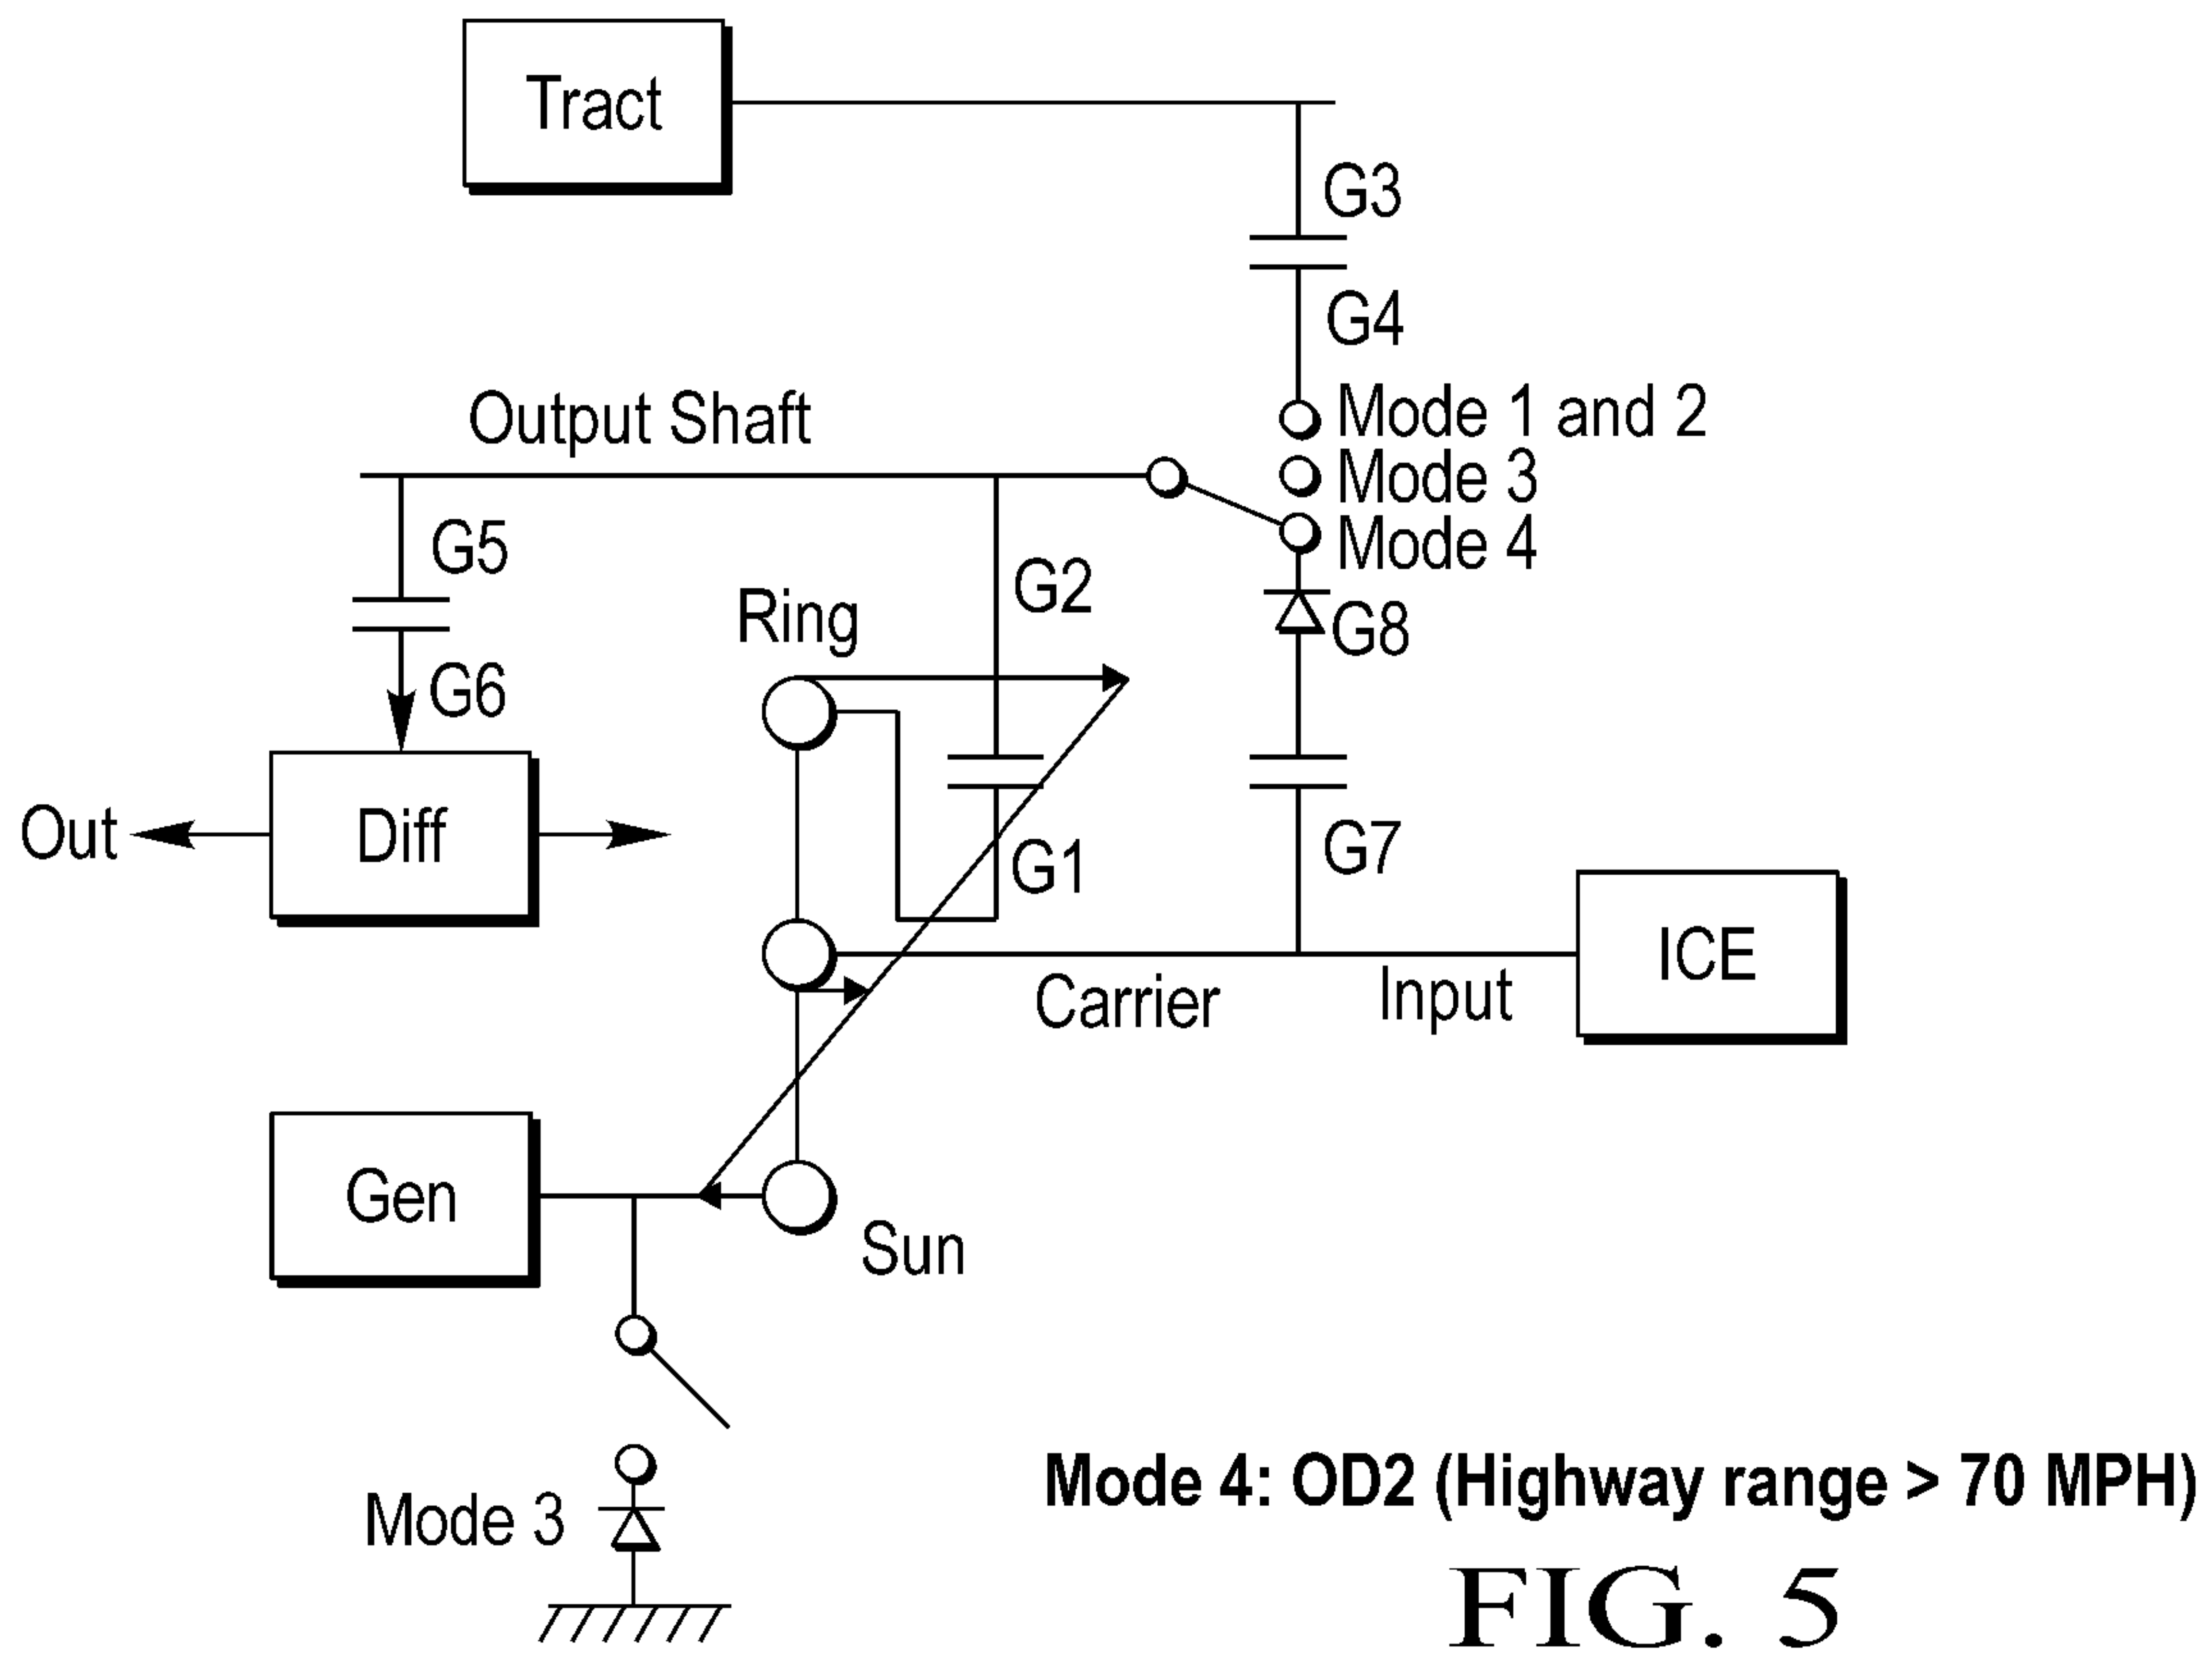 Tract
G3
G4
Output Shaft
Mode 1 and 2
Mode 3
Mode 4
G5
G2
Ring
G8
G6
Out
Diff
G1
G7
ICE
Carrier
Input
Gen
Sun
Mode 3
Mode 4: OD2 (Highway range > 70 MPH)
FIG. 5